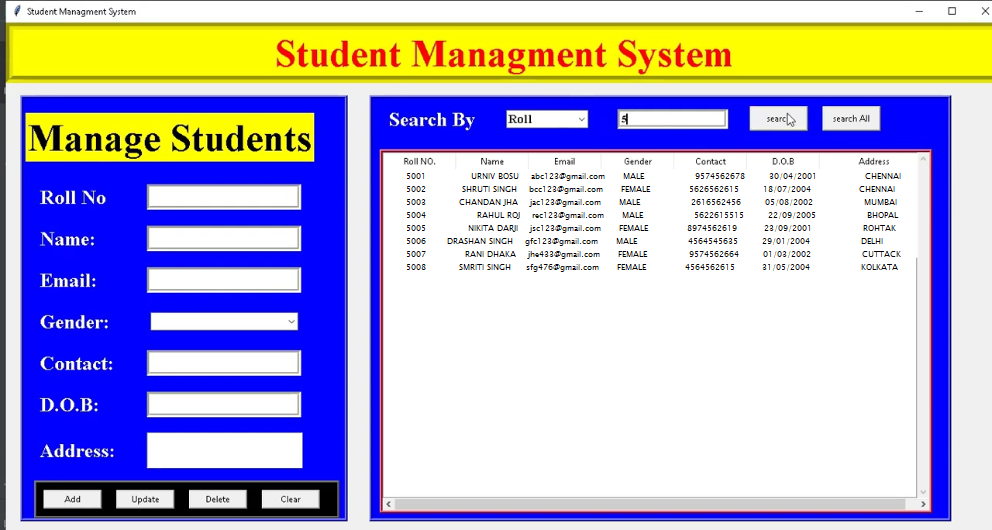 Student Managment System
Student Managment System
Manage Students
Roll No
Name:
Email:
Gender:
Contact:
D.O.B:
Address:
Add Update Delete Clear
Search By Roll 5 search search All
Roll NO. Name Email Gender Contact D.O.B Address
5001 URNIV BOSU abc123@gmail.com MALE 9574562678 30/04/2001 CHENNAI
5002 SHRUTI SINGH bcc123@gmail.com FEMALE 5626562615 18/07/2004 CHENNAI
5003 CHANDAN JHA jac123@gmail.com MALE 2616562456 05/08/2002 MUMBAI
5004 RAHUL ROJ rec123@gmail.com MALE 5622615515 22/09/2005 BHOPAL
5005 NIKITA DARJI jsc123@gmail.com FEMALE 8974562619 23/09/2001 ROHTAK
5006 DRASHAN SINGH gfc123@gmail.com MALE 4564545635 29/01/2004 DELHI
5007 RANI DHAKA jhe433@gmail.com FEMALE 9574562664 01/03/2002 CUTTACK
5008 SMRITI SINGH sfg476@gmail.com FEMALE 4564562615 31/05/2004 KOLKATA